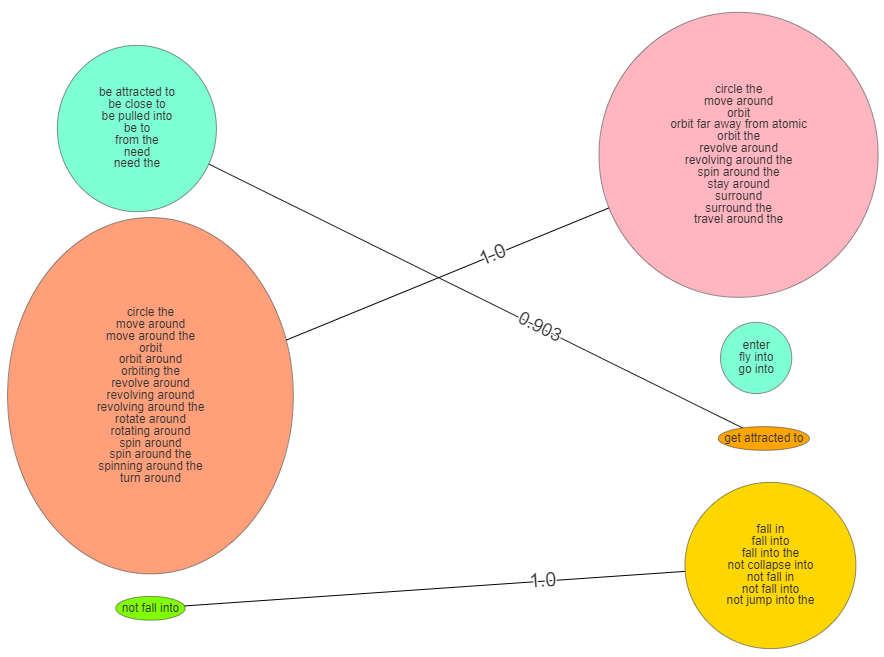 be attracted to
be close to
be pulled into
be to
from the
need
need the
circle the
move around
orbit
orbit far away from atomic
orbit the
revolve around
revolving around the
spin around the
stay around
surround
surround the
travel around the
1.0
0.903
circle the
move around
move around the
orbit
orbit around
orbiting the
revolve around
revolving around
revolving around the
rotate around
rotating around
spin around
spin around the
spinning around the
turn around
enter
fly into
go into
get attracted to
not fall into
1.0
fall in
fall into
fall into the
not collapse into
not fall in
not fall into
not jump into the